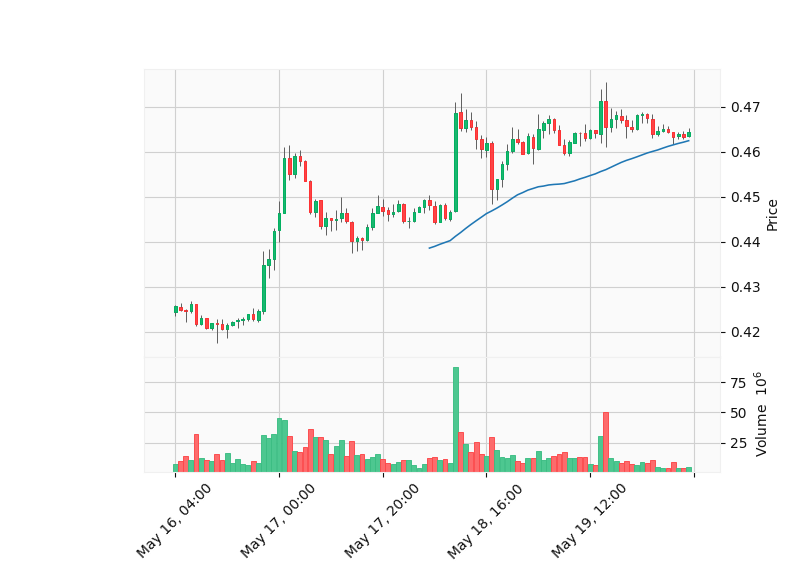 0.47
0.46
0.45
0.44
0.43
0.42
Price
75
50
25
Volume 10^6
May 16, 04:00
May 17, 00:00
May 17, 20:00
May 18, 16:00
May 19, 12:00